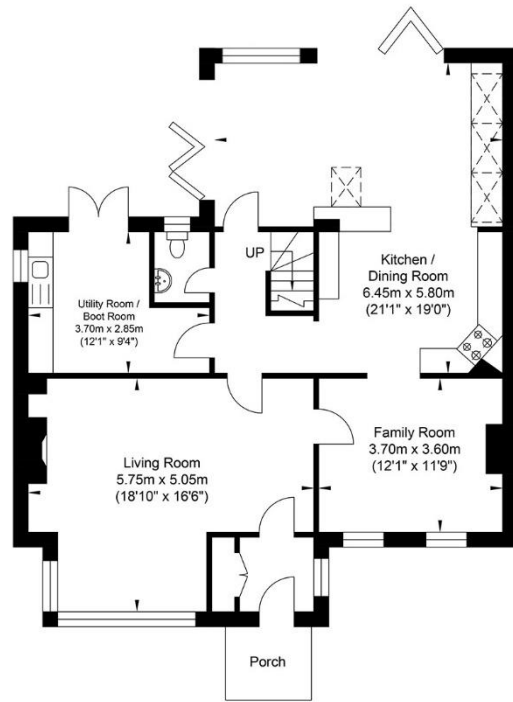 UP
Kitchen /
Dining Room
6.45m x 5.80m
(21'1" x 19'0")
Utility Room /
Boot Room
3.70m x 2.85m
(12'1" x 9'4")
Living Room
5.75m x 5.05m
(18'10" x 16'6")
Family Room
3.70m x 3.60m
(12'1" x 11'9")
Porch